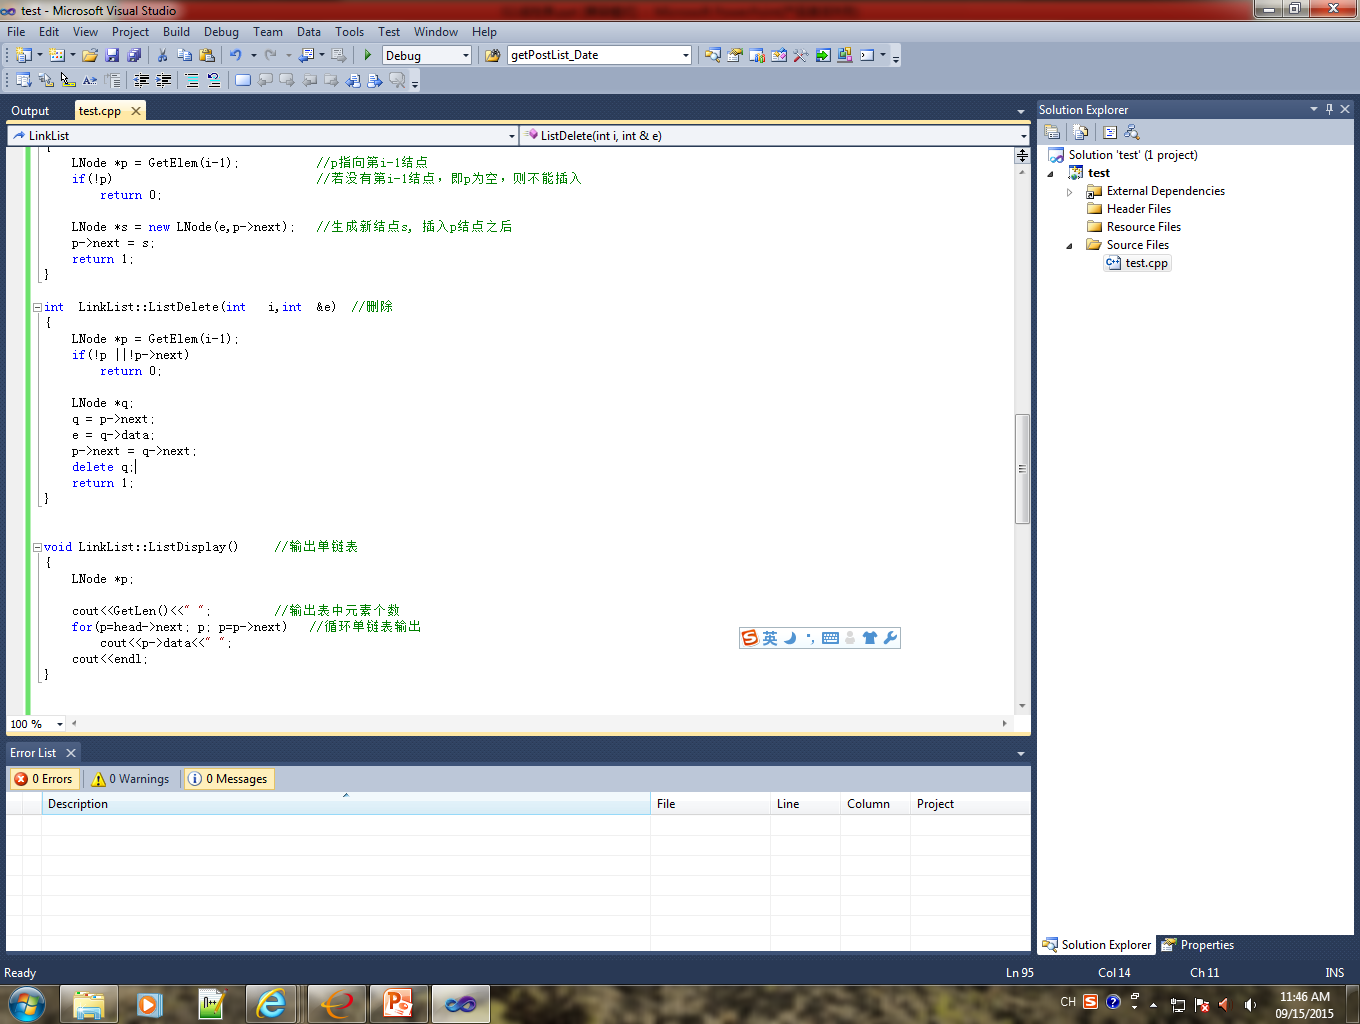 test - Microsoft Visual Studio
File Edit View Project Build Debug Team Data Tools Test Window Help
Debug getPostList_Date
Output test.cpp
LinkList ListDelete(int i, int & e)
{
LNode *p = GetElem(i-1); //p指向第i-1结点
if(!p) //若没有第i-1结点，即p为空，则不能插入
return 0;
LNode *s = new LNode(e,p->next); //生成新结点s, 插入p结点之后
p->next = s;
return 1;
}
int LinkList::ListDelete(int i,int &e) //删除
{
LNode *p = GetElem(i-1);
if(!p ||!p->next)
return 0;
LNode *q;
q = p->next;
e = q->data;
p->next = q->next;
delete q;
return 1;
}
void LinkList::ListDisplay() //输出单链表
{
LNode *p;
cout<<GetLen()<<" "; //输出表中元素个数
for(p=head->next; p; p=p->next) //循环单链表输出
cout<<p->data<<" ";
cout<<endl;
}
英
100 %
Solution Explorer
Solution 'test' (1 project)
test
External Dependencies
Header Files
Resource Files
Source Files
test.cpp
Error List
0 Errors 0 Warnings 0 Messages
Description File Line Column Project
Solution Explorer Properties
Ready Ln 95 Col 14 Ch 11 INS
CH
11:46 AM
09/15/2015